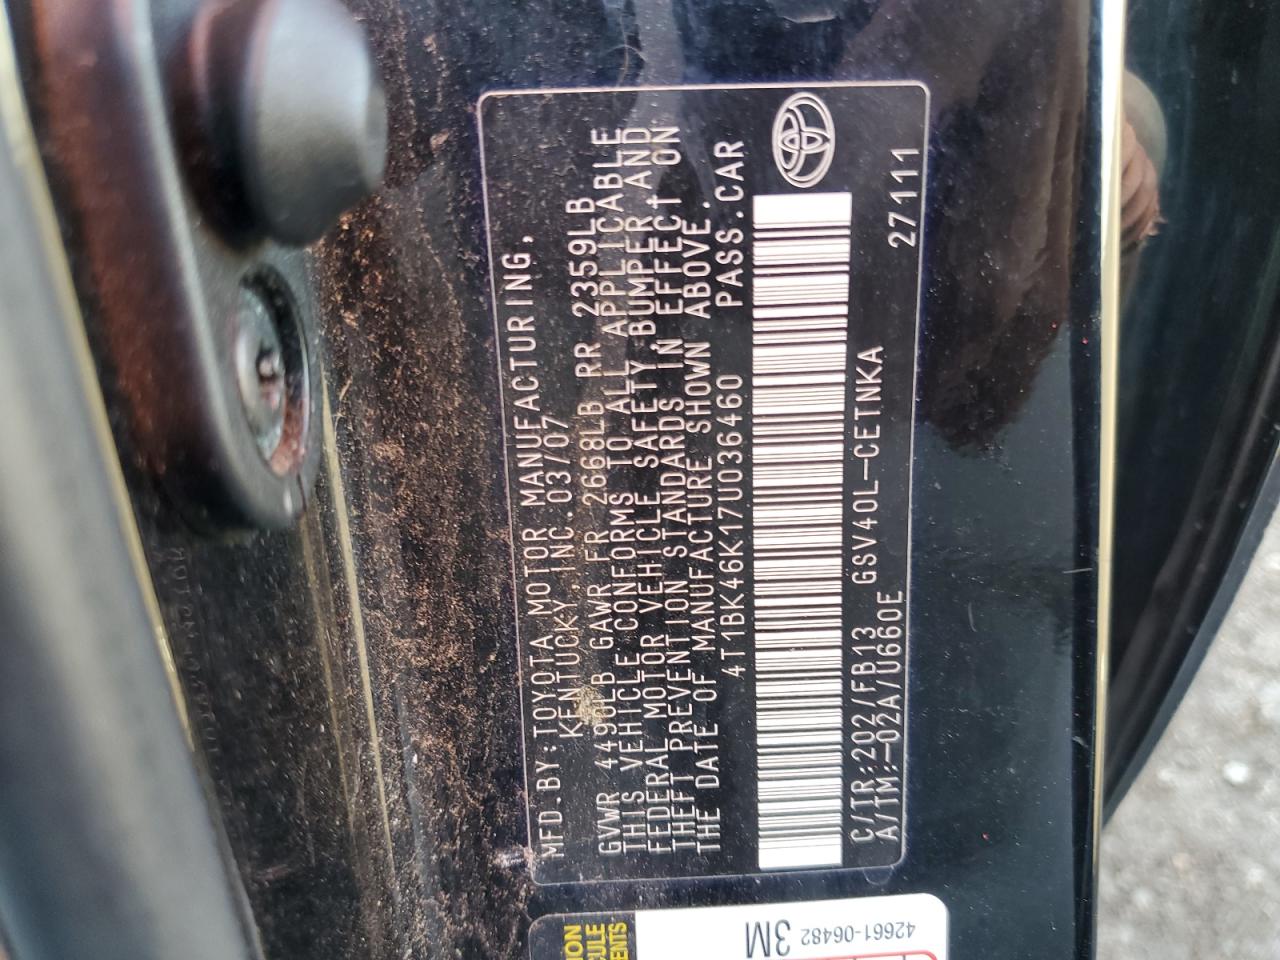 MFD.BY:TOYOTA MOTOR MANUFACTURING,
KENTUCKY,INC.03/07
GVWR 4490LB GAWR FR 2668LB RR 2359LB
THIS VEHICLE CONFORMS TO ALL APPLICABLE
FEDERAL MOTOR VEHICLE SAFETY,BUMPER AND
THEFT PREVENTION STANDARDS IN EFFECT ON
THE DATE OF MANUFACTURE SHOWN ABOVE.
4T1BK46K17U036460 PASS.CAR
C/TR:202/FB13 GSV40L-CETNKA
A/TM:-02A/U660E 27111
3M 42661-06482